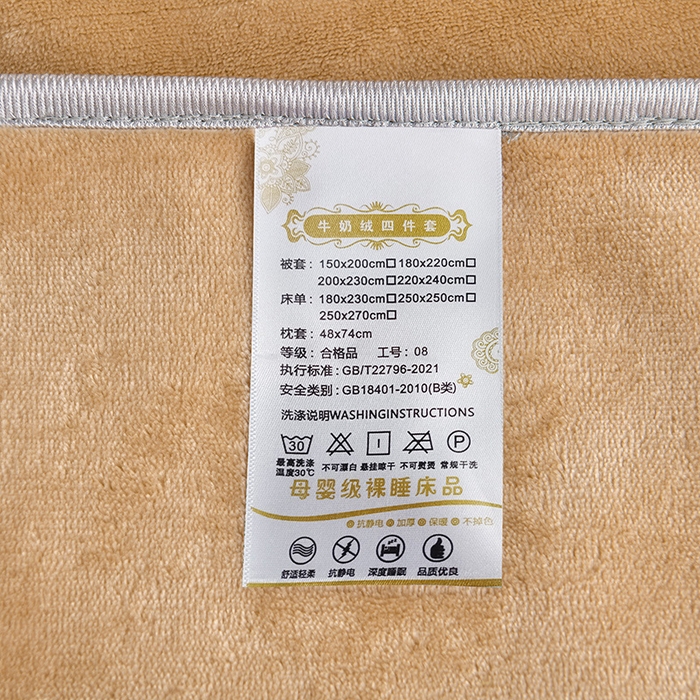 牛奶绒四件套
被套：150x200cm□ 180x220cm□
200x230cm□ 220x240cm□
床单：180x230cm□ 250x250cm□
250x270cm□
枕套：48x74cm
等级：合格品 工号：08
执行标准：GB/T22796-2021
安全类别：GB18401-2010(B类)
洗涤说明WASHINGINSTRUCTIONS
30 P
最高洗涤温度30℃ 不可漂白 悬挂晾干 不可熨烫 常规干洗
母婴级裸睡床品
抗静电 加厚 保暖 不掉色
舒适轻柔 抗静电 深度睡眠 品质优良